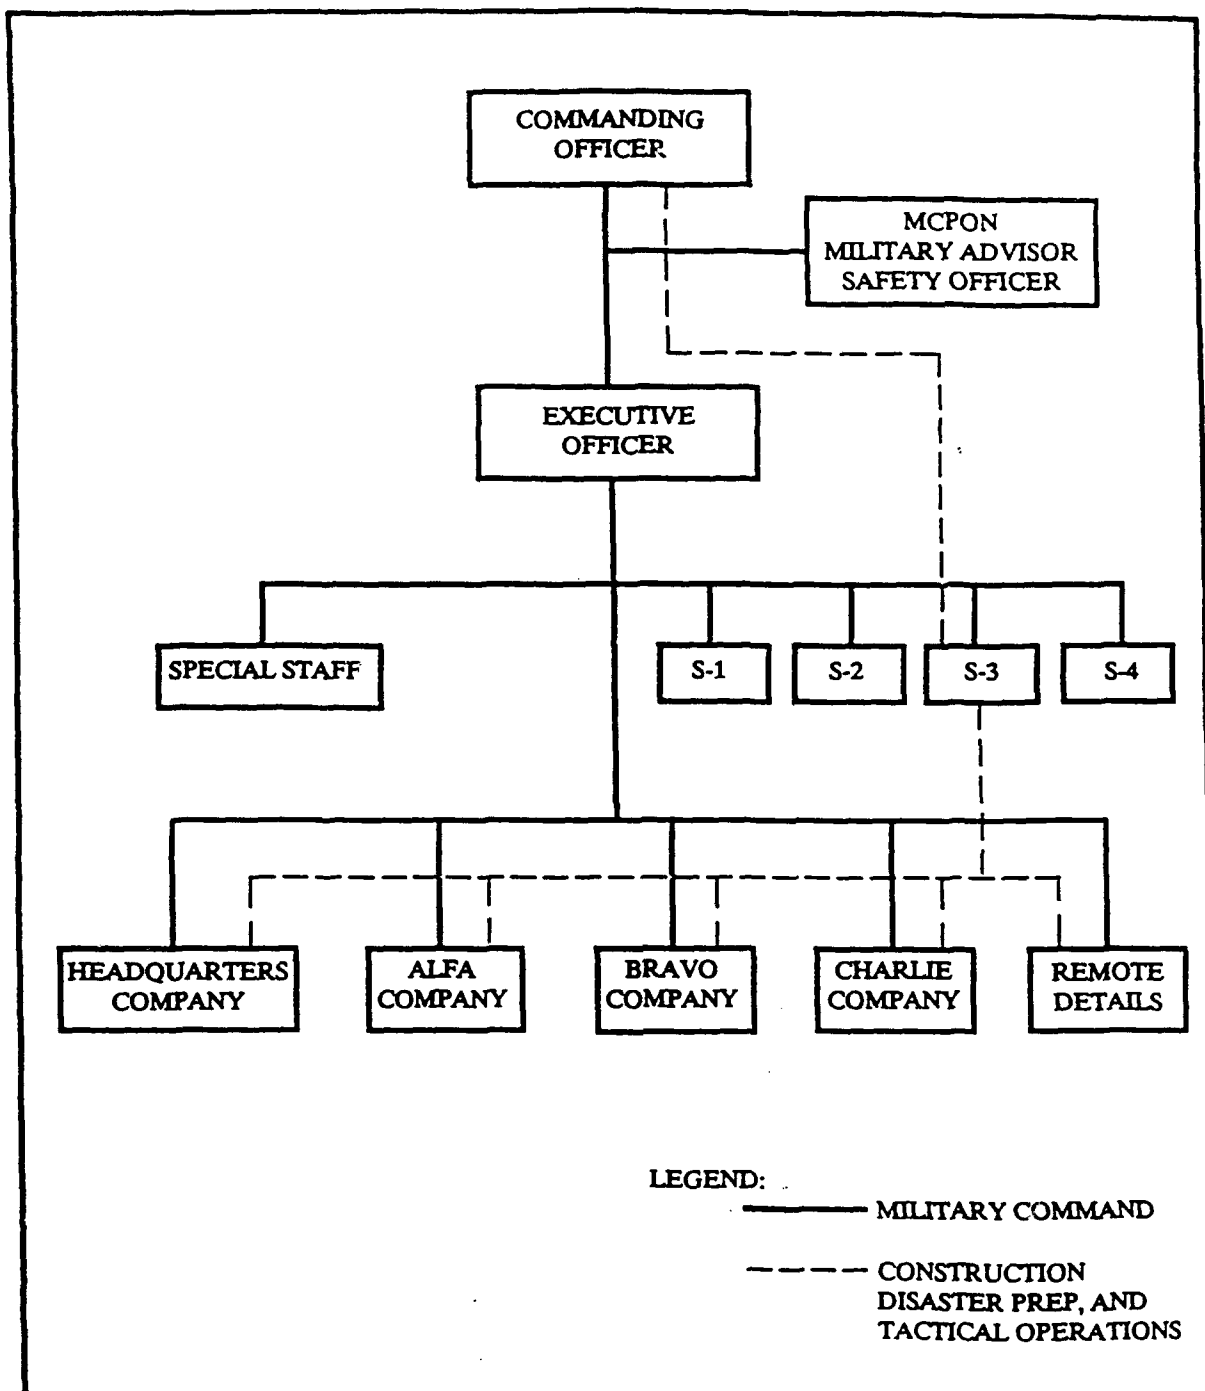 COMMANDING
OFFICER
MCPON
MILITARY ADVISOR
SAFETY OFFICER
EXECUTIVE
OFFICER
SPECIAL STAFF
S-1
S-2
S-3
S-4
HEADQUARTERS
COMPANY
ALFA
COMPANY
BRAVO
COMPANY
CHARLIE
COMPANY
REMOTE
DETAILS
LEGEND:
MILITARY COMMAND
CONSTRUCTION
DISASTER PREP, AND
TACTICAL OPERATIONS